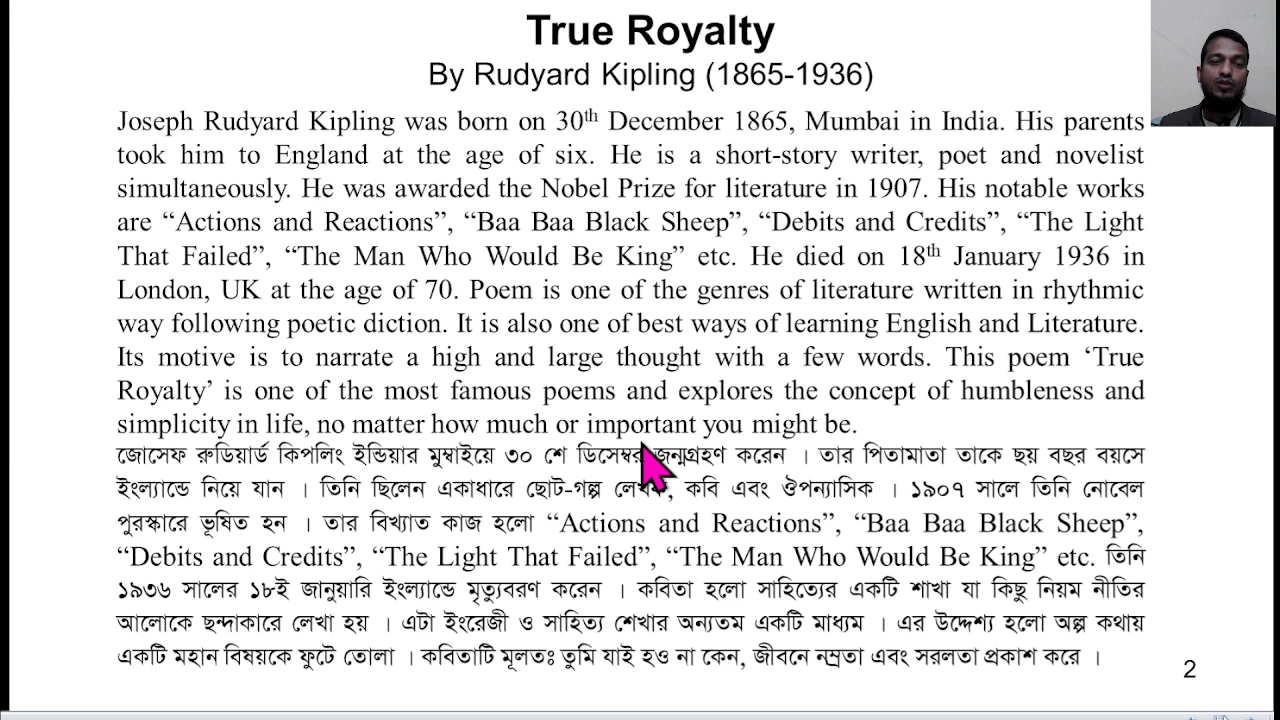 True Royalty
By Rudyard Kipling (1865-1936)
Joseph Rudyard Kipling was born on 30th December 1865, Mumbai in India. His parents
took him to England at the age of six. He is a short-story writer, poet and novelist
simultaneously. He was awarded the Nobel Prize for literature in 1907. His notable works
are “Actions and Reactions”, “Baa Baa Black Sheep”, “Debits and Credits”, “The Light
That Failed”, “The Man Who Would Be King” etc. He died on 18th January 1936 in
London, UK at the age of 70. Poem is one of the genres of literature written in rhythmic
way following poetic diction. It is also one of best ways of learning English and Literature.
Its motive is to narrate a high and large thought with a few words. This poem ‘True
Royalty’ is one of the most famous poems and explores the concept of humbleness and
simplicity in life, no matter how much or important you might be.
জোসেফ রুডিয়ার্ড কিপলিং ইন্ডিয়ার মুম্বাইয়ে ৩০ শে ডিসেম্বর জন্মগ্রহণ করেন । তার পিতামাতা তাকে ছয় বছর বয়সে
ইংল্যান্ডে নিয়ে যান । তিনি ছিলেন একাধারে ছোট-গল্প লেখক, কবি এবং ঔপন্যাসিক । ১৯০৭ সালে তিনি নোবেল
পুরস্কারে ভূষিত হন । তার বিখ্যাত কাজ হলো “Actions and Reactions”, “Baa Baa Black Sheep”,
“Debits and Credits”, “The Light That Failed”, “The Man Who Would Be King” etc. তিনি
১৯৩৬ সালের ১৮ই জানুয়ারি ইংল্যান্ডে মৃত্যুবরণ করেন । কবিতা হলো সাহিত্যের একটি শাখা যা কিছু নিয়ম নীতির
আলোকে ছন্দাকারে লেখা হয় । এটা ইংরেজী ও সাহিত্য শেখার অন্যতম একটি মাধ্যম । এর উদ্দেশ্য হলো অল্প কথায়
একটি মহান বিষয়কে ফুটে তোলা । কবিতাটি মূলতঃ তুমি যাই হও না কেন, জীবনে নম্রতা এবং সরলতা প্রকাশ করে ।
2